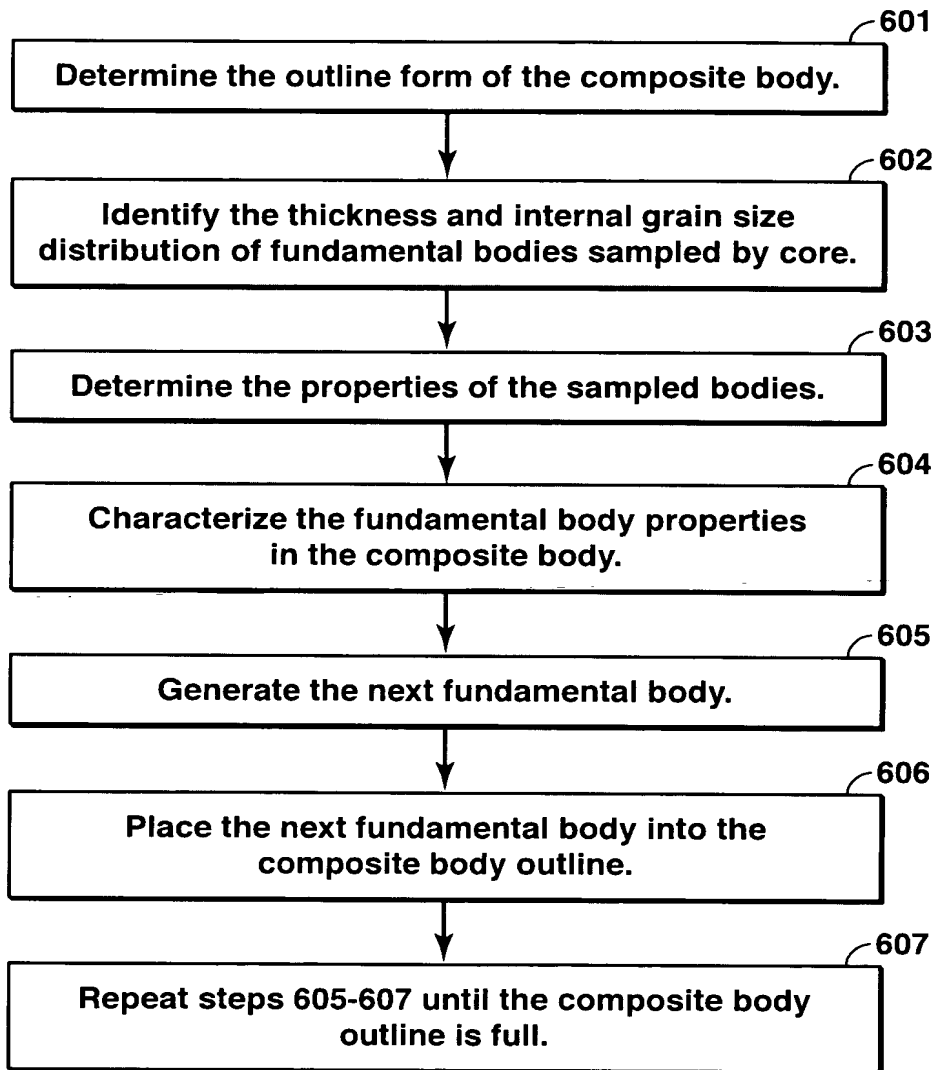 601
Determine the outline form of the composite body.
602
Identify the thickness and internal grain size
distribution of fundamental bodies sampled by core.
603
Determine the properties of the sampled bodies.
604
Characterize the fundamental body properties
in the composite body.
605
Generate the next fundamental body.
606
Place the next fundamental body into the
composite body outline.
607
Repeat steps 605-607 until the composite body
outline is full.